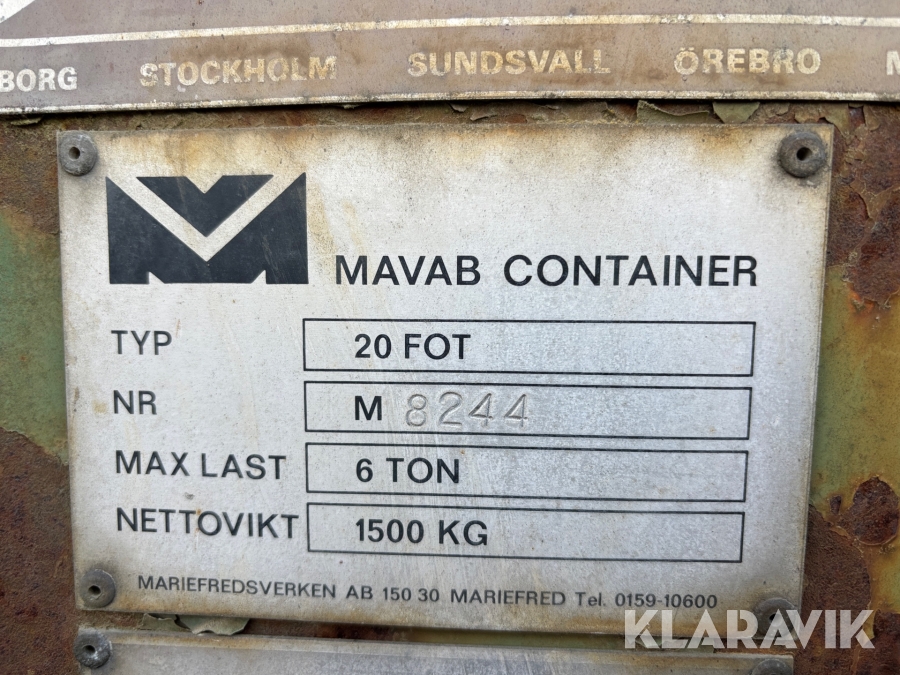 BORG STOCKHOLM SUNDSVALL ÖREBRO
MAVAB CONTAINER
TYP 20 FOT
NR M 8244
MAX LAST 6 TON
NETTOVIKT 1500 KG
MARIEFREDSVERKEN AB 150 30 MARIEFRED Tel. 0159-10600
KLARAVIK